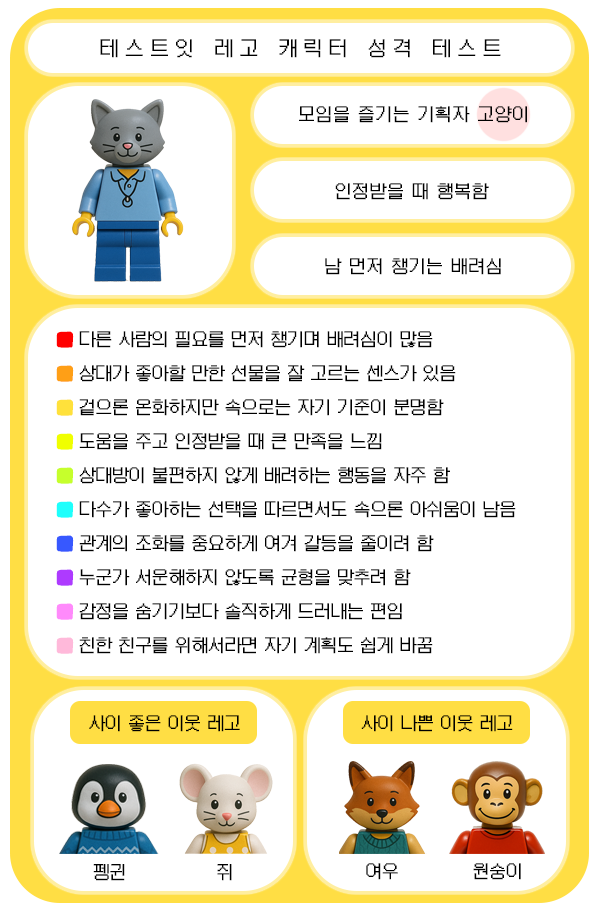 테스트잇 레고 캐릭터 성격 테스트
모임을 즐기는 기획자 고양이
인정받을 때 행복함
남 먼저 챙기는 배려심
다른 사람의 필요를 먼저 챙기며 배려심이 많음
상대가 좋아할 만한 선물을 잘 고르는 센스가 있음
겉으론 온화하지만 속으로는 자기 기준이 분명함
도움을 주고 인정받을 때 큰 만족을 느낌
상대방이 불편하지 않게 배려하는 행동을 자주 함
다수가 좋아하는 선택을 따르면서도 속으론 아쉬움이 남음
관계의 조화를 중요하게 여겨 갈등을 줄이려 함
누군가 서운해하지 않도록 균형을 맞추려 함
감정을 숨기기보다 솔직하게 드러내는 편임
친한 친구를 위해서라면 자기 계획도 쉽게 바꿈
사이 좋은 이웃 레고
사이 나쁜 이웃 레고
펭귄
쥐
여우
원숭이